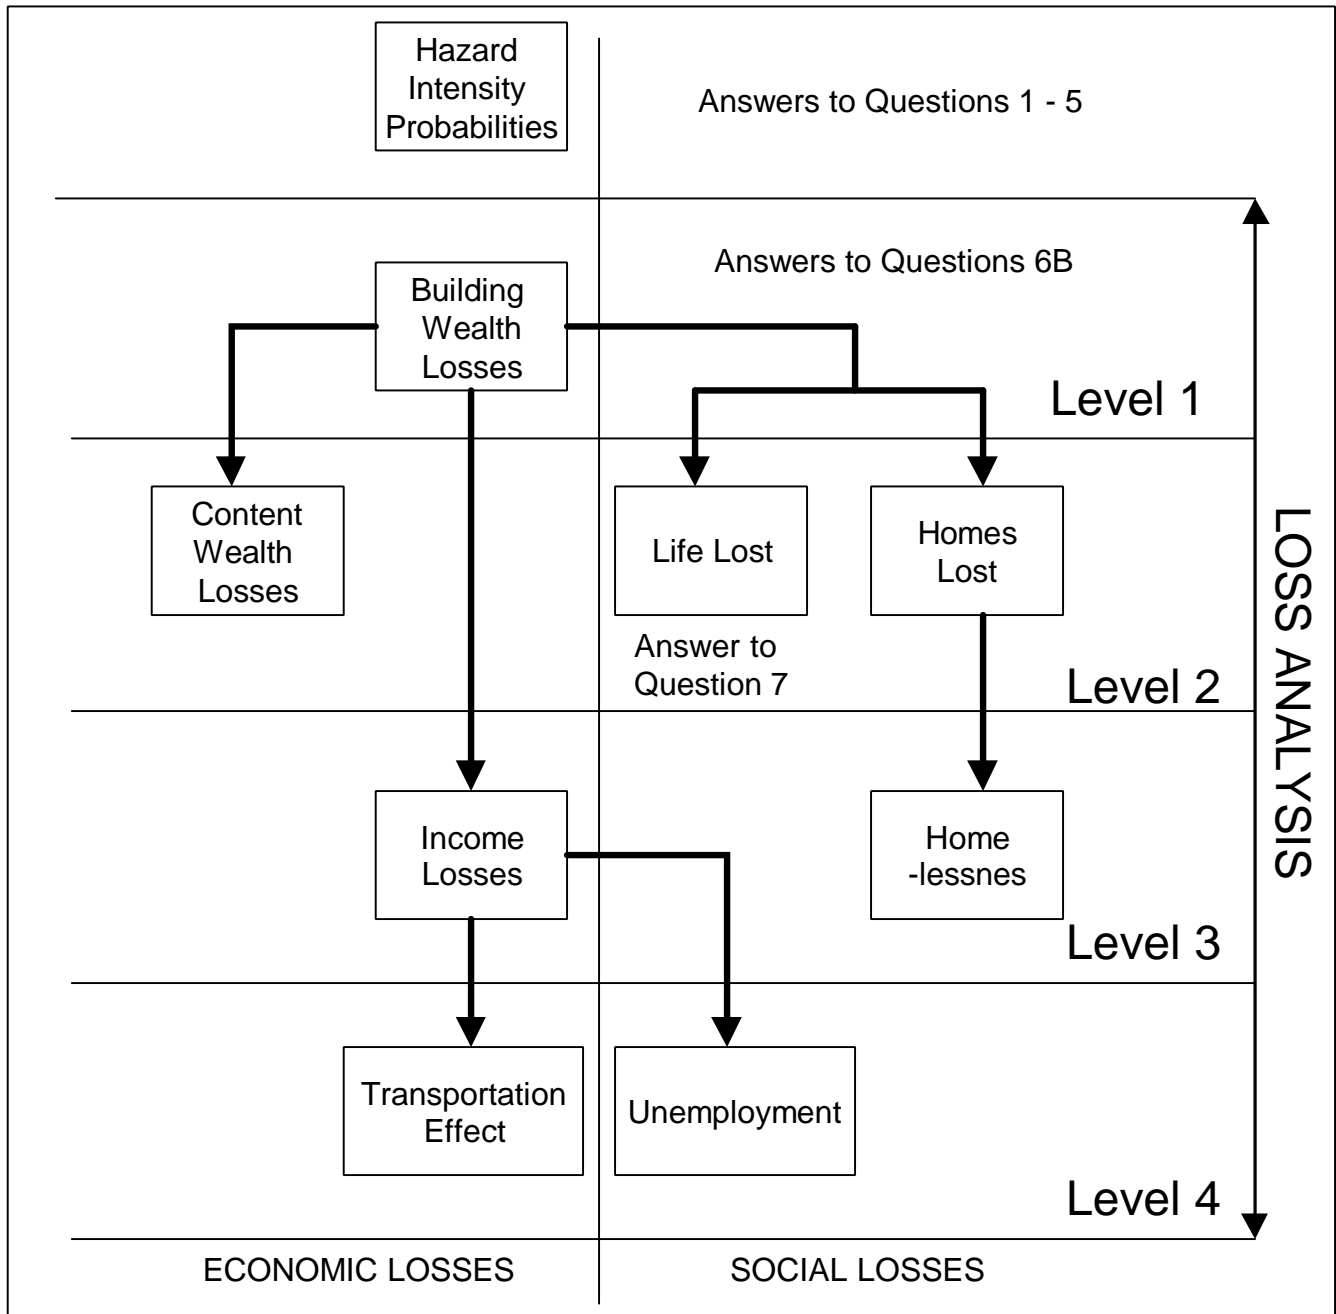 Hazard
Intensity
Probabilities
Answers to Questions 1 - 5
Answers to Questions 6B
Building
Wealth
Losses
Level 1
Content
Wealth
Losses
Life Lost
Homes
Lost
Answer to
Question 7
Level 2
Income
Losses
Home
-lessnes
Level 3
Transportation
Effect
Unemployment
Level 4
ECONOMIC LOSSES
SOCIAL LOSSES
LOSS ANALYSIS